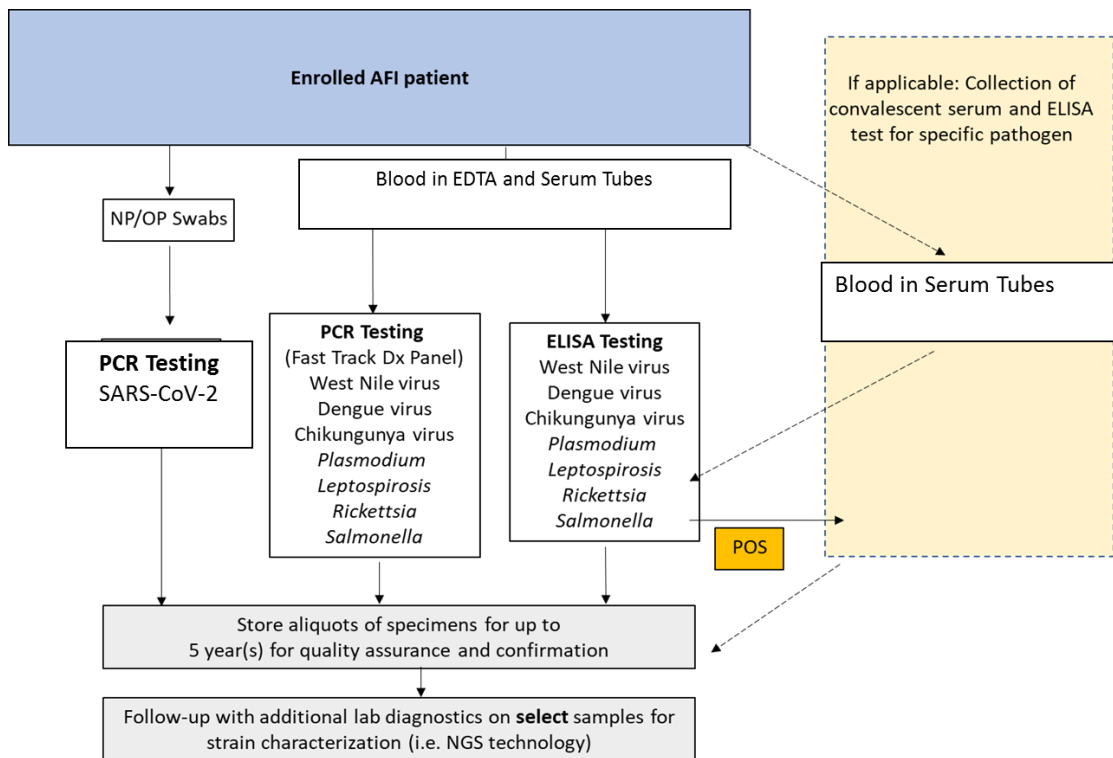 Enrolled AFI patient
If applicable: Collection of
convalescent serum and ELISA
test for specific pathogen
Blood in EDTA and Serum Tubes
NP/OP Swabs
Blood in Serum Tubes
PCR Testing
SARS-CoV-2
PCR Testing
(Fast Track Dx Panel)
West Nile virus
Dengue virus
Chikungunya virus
Plasmodium
Leptospirosis
Rickettsia
Salmonella
ELISA Testing
West Nile virus
Dengue virus
Chikungunya virus
Plasmodium
Leptospirosis
Rickettsia
Salmonella
POS
Store aliquots of specimens for up to
5 year(s) for quality assurance and confirmation
Follow-up with additional lab diagnostics on select samples for
strain characterization (i.e. NGS technology)